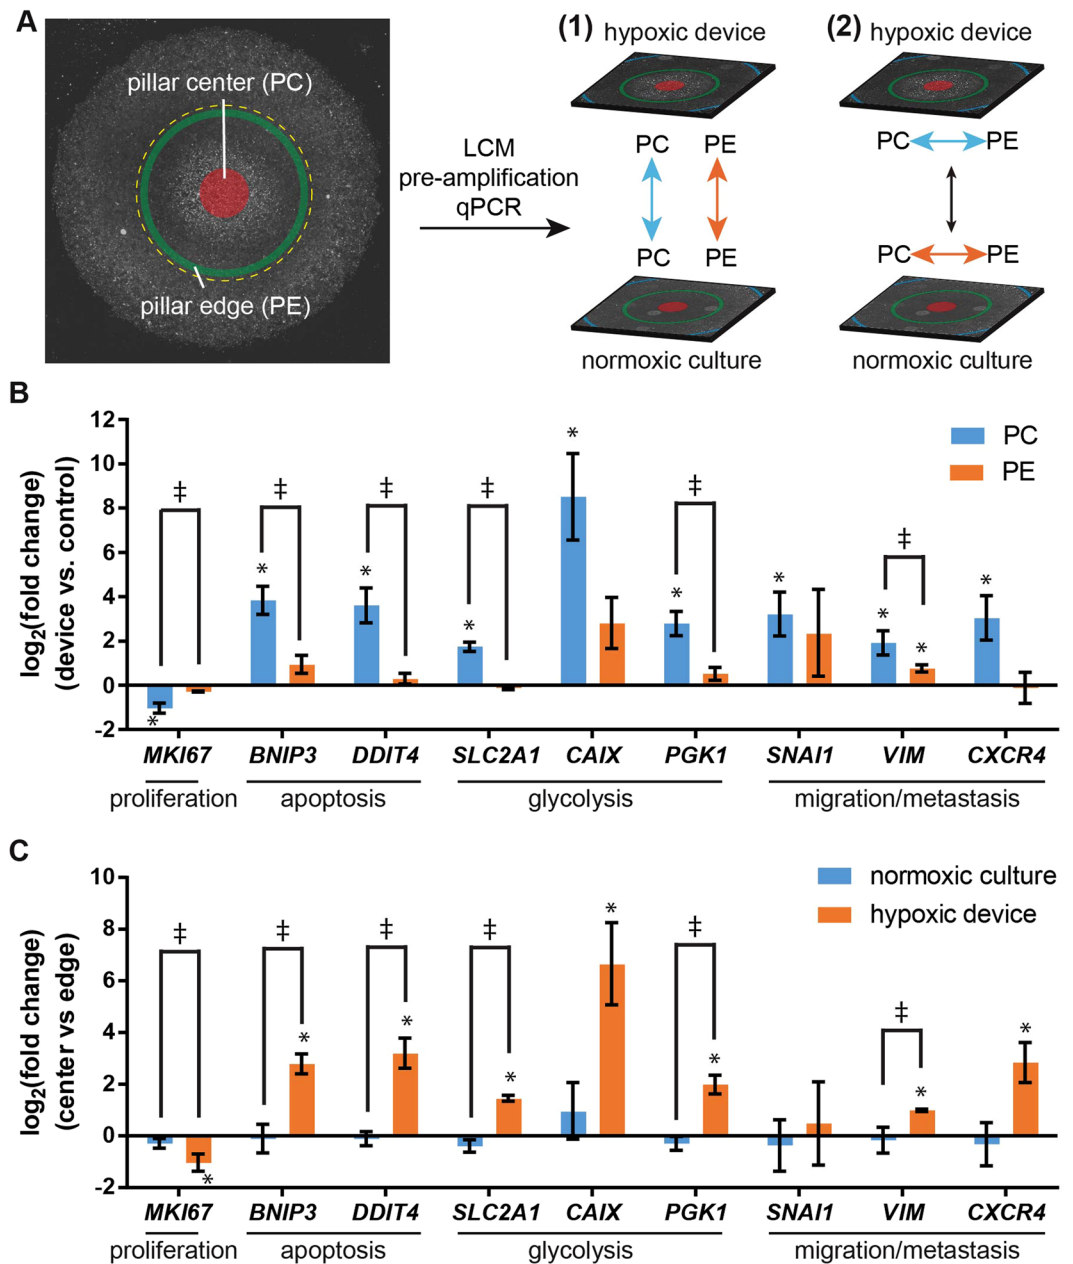 A
pillar center (PC)
pillar edge (PE)
LCM
pre-amplification
qPCR
(1)
hypoxic device
PC PE
PC PE
normoxic culture
(2)
hypoxic device
PC PE
PC PE
normoxic culture
B
log2(fold change)
(device vs. control)
12
10
8
6
4
2
0
-2
PC
PE
‡ ‡ ‡ ‡ * ‡ ‡
* * * * * * * * *
MKI67 BNIP3 DDIT4 SLC2A1 CAIX PGK1 SNAI1 VIM CXCR4
proliferation apoptosis glycolysis migration/metastasis
C
log2(fold change)
(center vs edge)
10
8
6
4
2
0
-2
normoxic culture
hypoxic device
‡ ‡ ‡ ‡ * ‡ ‡
* * * * * * *
MKI67 BNIP3 DDIT4 SLC2A1 CAIX PGK1 SNAI1 VIM CXCR4
proliferation apoptosis glycolysis migration/metastasis